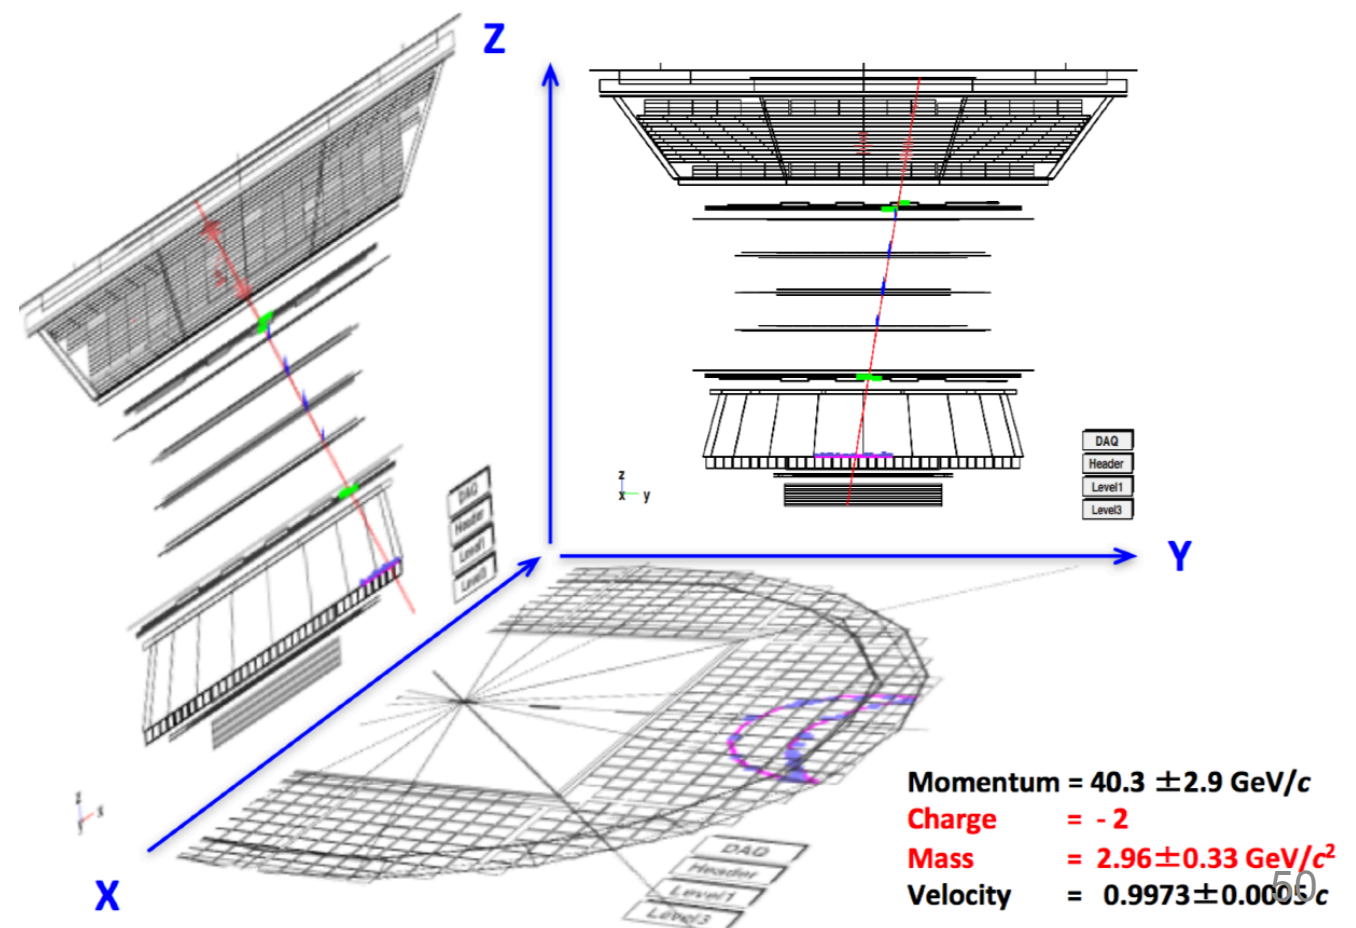 Z
DAQ
Header
Level1
Level3
z
x y
DAQ
Header
Level1
Level3
Y
z
y x
X
DAQ
Header
Level1
Level3
Momentum = 40.3 ±2.9 GeV/c
Charge = - 2
Mass = 2.96±0.33 GeV/c²
Velocity = 0.9973±0.0005 c
50